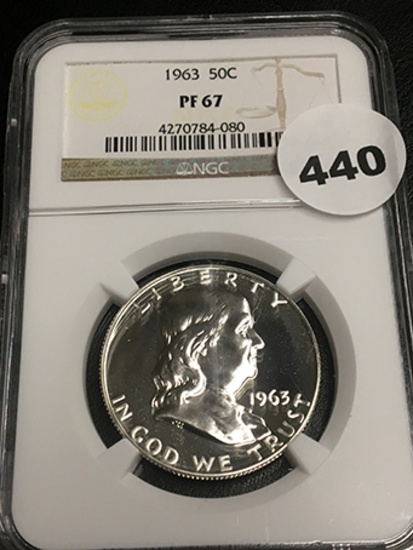 1963 50C
PF 67
4270784-080
NGC
440
LIBERTY
1963
IN GOD WE TRUST